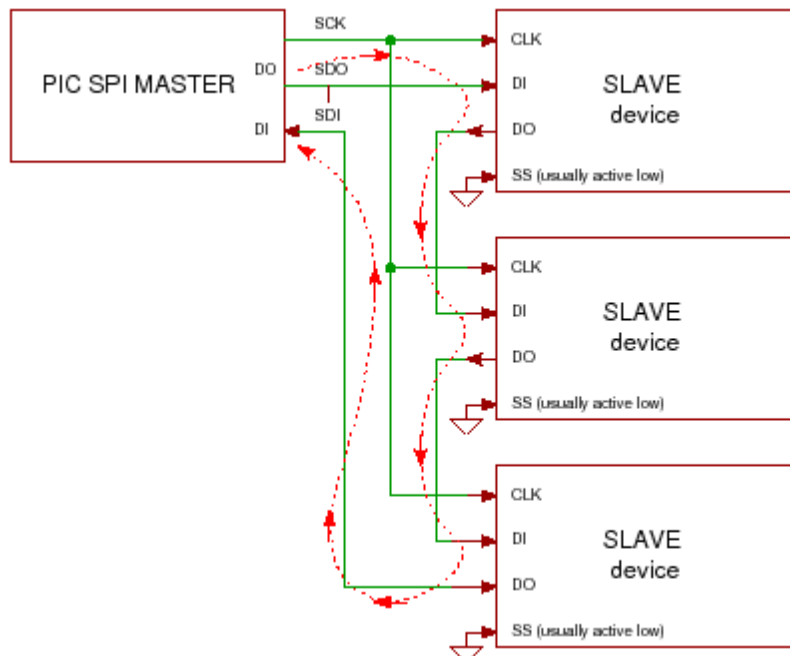 SCK
CLK
PIC SPI MASTER
DO
SDO
DI
SLAVE
device
SDI
DI
DO
SS (usually active low)
CLK
DI
SLAVE
device
DO
SS (usually active low)
CLK
DI
SLAVE
device
DO
SS (usually active low)